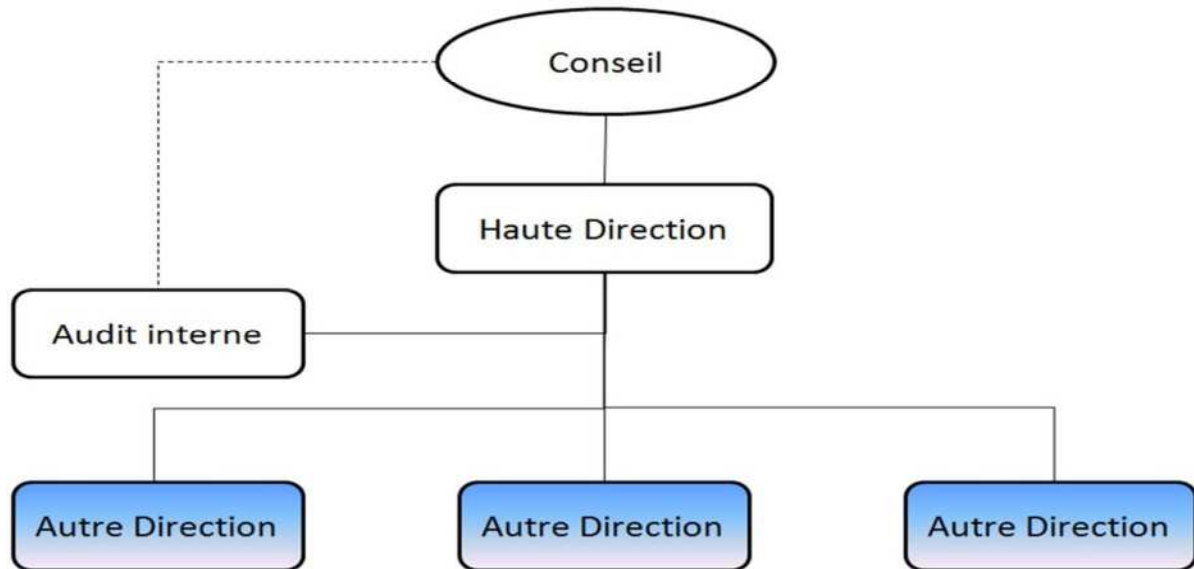 Conseil
Haute Direction
Audit interne
Autre Direction
Autre Direction
Autre Direction